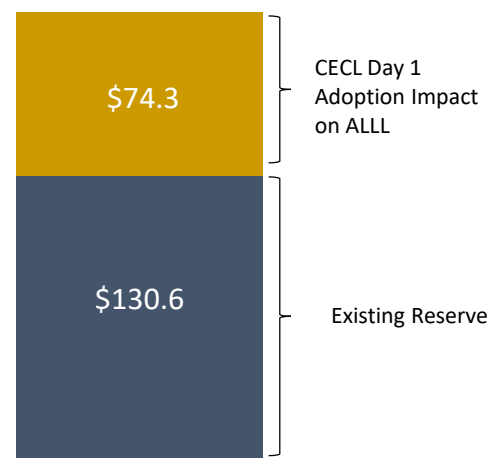 $74.3
CECL Day 1
Adoption Impact
on ALLL
$130.6
Existing Reserve